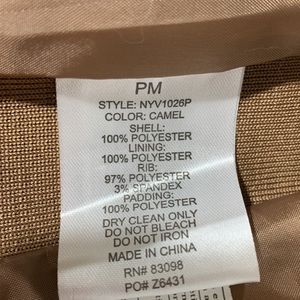 PM
STYLE: NYV1026P
COLOR: CAMEL
SHELL:
100% POLYESTER
LINING:
100% POLYESTER
RIB:
97% POLYESTER
3% SPANDEX
PADDING:
100% POLYESTER
DRY CLEAN ONLY
DO NOT BLEACH
DO NOT IRON
MADE IN CHINA
RN# 83098
PO# Z6431